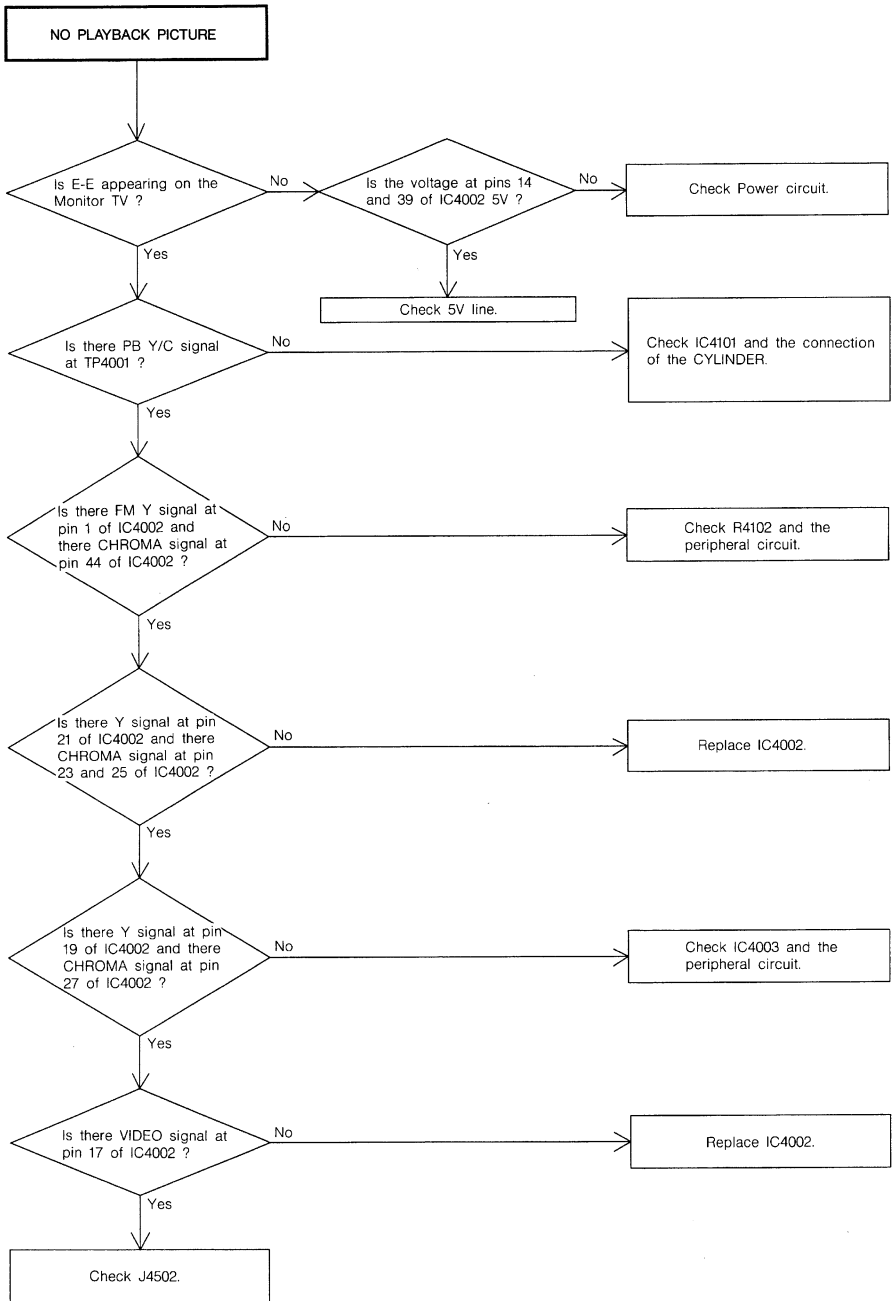 NO PLAYBACK PICTURE
Is E-E appearing on the
Monitor TV ?
No
Is the voltage at pins 14
and 39 of IC4002 5V ?
No
Check Power circuit.
Yes
Yes
Check 5V line.
Is there PB Y/C signal
at TP4001 ?
No
Check IC4101 and the connection
of the CYLINDER.
Yes
Is there FM Y signal at
pin 1 of IC4002 and
there CHROMA signal at
pin 44 of IC4002 ?
No
Check R4102 and the
peripheral circuit.
Yes
Is there Y signal at pin
21 of IC4002 and there
CHROMA signal at pin
23 and 25 of IC4002 ?
No
Replace IC4002.
Yes
Is there Y signal at pin
19 of IC4002 and there
CHROMA signal at pin
27 of IC4002 ?
No
Check IC4003 and the
peripheral circuit.
Yes
Is there VIDEO signal at
pin 17 of IC4002 ?
No
Replace IC4002.
Yes
Check J4502.